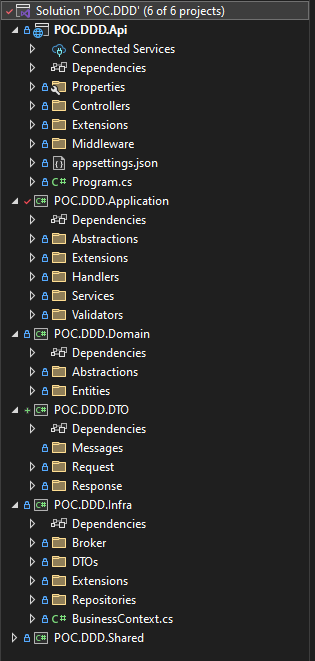 Solution 'POC.DDD' (6 of 6 projects)
POC.DDD.Api
Connected Services
Dependencies
Properties
Controllers
Extensions
Middleware
appsettings.json
C# Program.cs
C# POC.DDD.Application
Dependencies
Abstractions
Extensions
Handlers
Services
Validators
C# POC.DDD.Domain
Dependencies
Abstractions
Entities
C# POC.DDD.DTO
Dependencies
Messages
Request
Response
C# POC.DDD.Infra
Dependencies
Broker
DTOs
Extensions
Repositories
C# BusinessContext.cs
C# POC.DDD.Shared